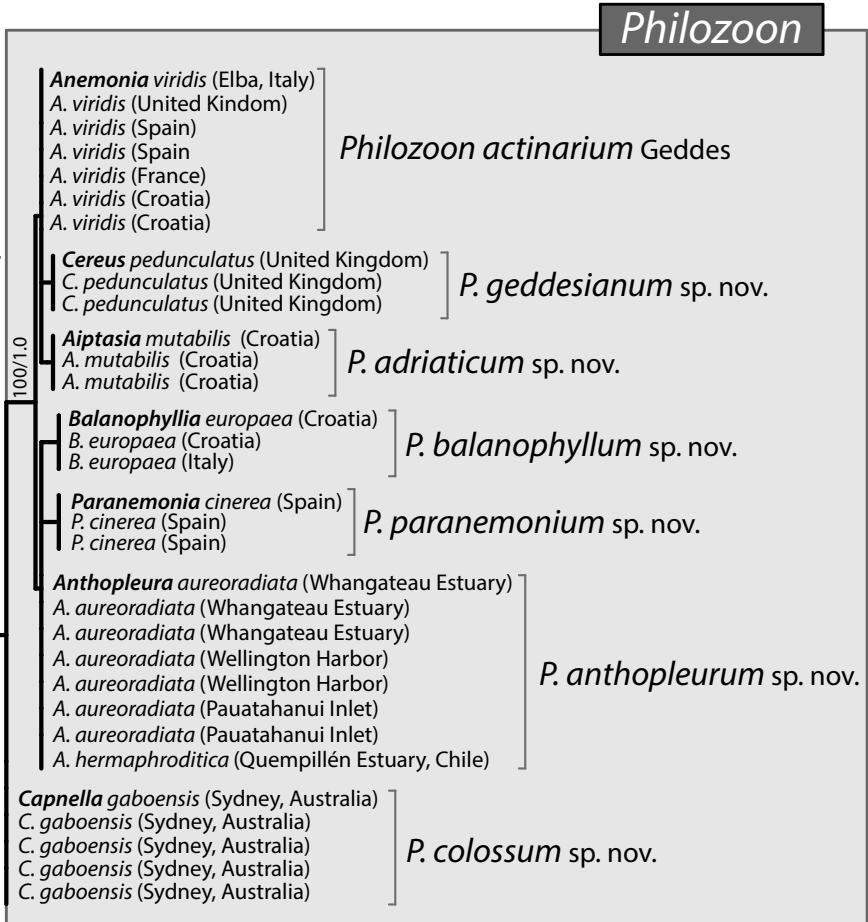 Philozoon
Anemonia viridis (Elba, Italy)
A. viridis (United Kindom)
A. viridis (Spain)
A. viridis (Spain
A. viridis (France)
A. viridis (Croatia)
A. viridis (Croatia)
Philozoon actinarium Geddes
Cereus pedunculatus (United Kingdom)
C. pedunculatus (United Kingdom)
C. pedunculatus (United Kingdom)
P. geddesianum sp. nov.
100/1.0
Aiptasia mutabilis (Croatia)
A. mutabilis (Croatia)
A. mutabilis (Croatia)
P. adriaticum sp. nov.
Balanophyllia europaea (Croatia)
B. europaea (Croatia)
B. europaea (Italy)
P. balanophyllum sp. nov.
Paranemonia cinerea (Spain)
P. cinerea (Spain)
P. cinerea (Spain)
P. paranemonium sp. nov.
Anthopleura aureoradiata (Whangateau Estuary)
A. aureoradiata (Whangateau Estuary)
A. aureoradiata (Whangateau Estuary)
A. aureoradiata (Wellington Harbor)
A. aureoradiata (Wellington Harbor)
A. aureoradiata (Pauatahanui Inlet)
A. aureoradiata (Pauatahanui Inlet)
A. hermaphroditica (Quempillén Estuary, Chile)
P. anthopleurum sp. nov.
Capnella gaboensis (Sydney, Australia)
C. gaboensis (Sydney, Australia)
C. gaboensis (Sydney, Australia)
C. gaboensis (Sydney, Australia)
C. gaboensis (Sydney, Australia)
P. colossum sp. nov.